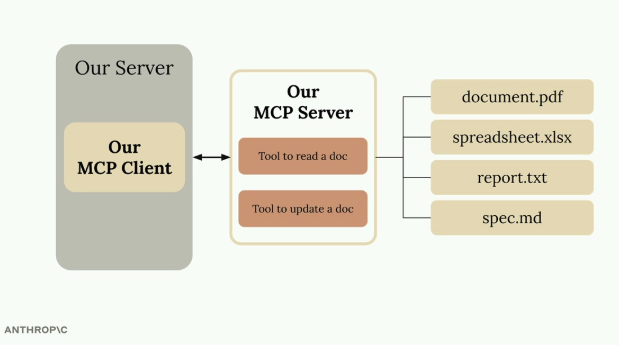 Our Server
Our
MCP Client
Our
MCP Server
Tool to read a doc
Tool to update a doc
document.pdf
spreadsheet.xlsx
report.txt
spec.md
ANTHROP\C